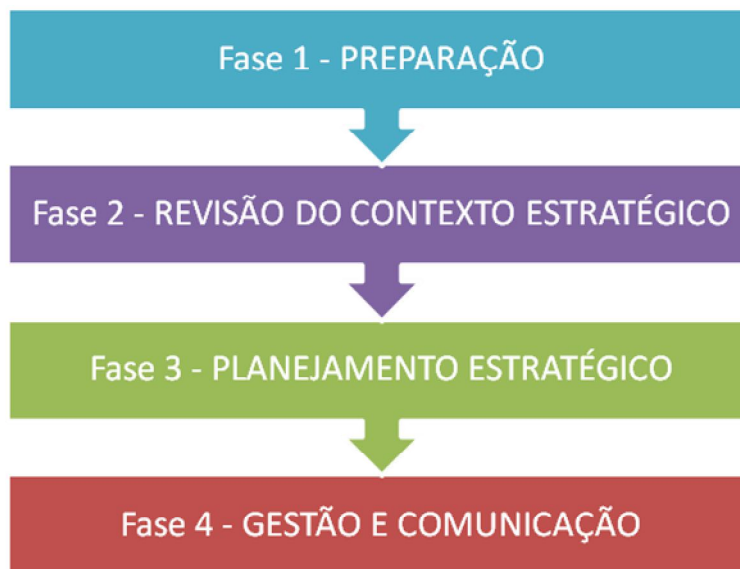 Fase 1 - PREPARAÇÃO
Fase 2 - REVISÃO DO CONTEXTO ESTRATÉGICO
Fase 3 - PLANEJAMENTO ESTRATÉGICO
Fase 4 - GESTÃO E COMUNICAÇÃO